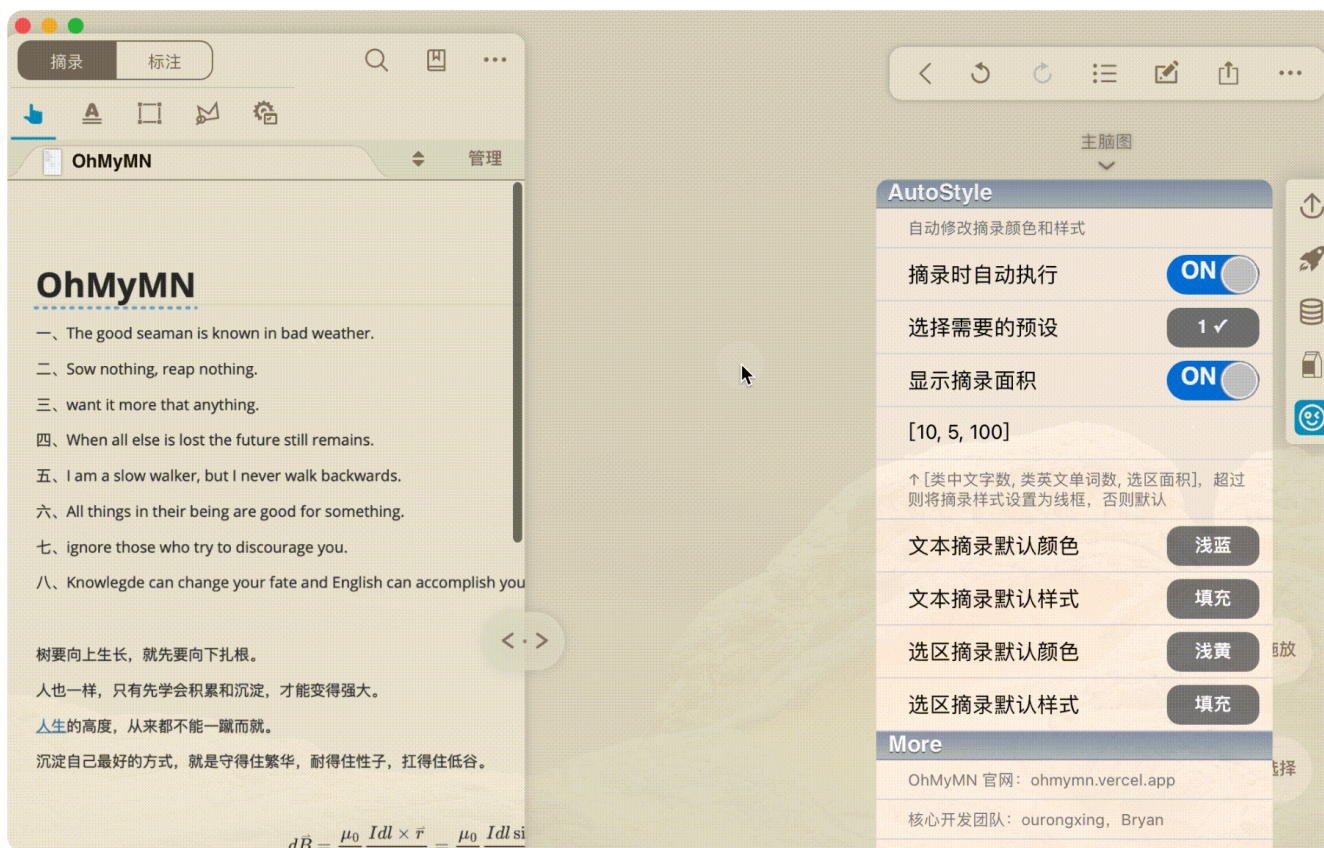 摘录 标注
OhMyMN 管理
OhMyMN
一、The good seaman is known in bad weather.
二、Sow nothing, reap nothing.
三、want it more that anything.
四、When all else is lost the future still remains.
五、I am a slow walker, but I never walk backwards.
六、All things in their being are good for something.
七、ignore those who try to discourage you.
八、Knowlegde can change your fate and English can accomplish you
树要向上生长，就先要向下扎根。
人也一样，只有先学会积累和沉淀，才能变得强大。
人生的高度，从来都不能一蹴而就。
沉淀自己最好的方式，就是守得住繁华，耐得住性子，扛得住低谷。
主脑图
AutoStyle
自动修改摘录颜色和样式
摘录时自动执行 ON
选择需要的预设 1 ✓
显示摘录面积 ON
[10, 5, 100]
↑ [类中文字数, 类英文单词数, 选区面积]，超过
则将摘录样式设置为线框，否则默认
文本摘录默认颜色 浅蓝
文本摘录默认样式 填充
选区摘录默认颜色 浅黄
选区摘录默认样式 填充
More
OhMyMN 官网：ohmymn.vercel.app
核心开发团队：ourongxing，Bryan